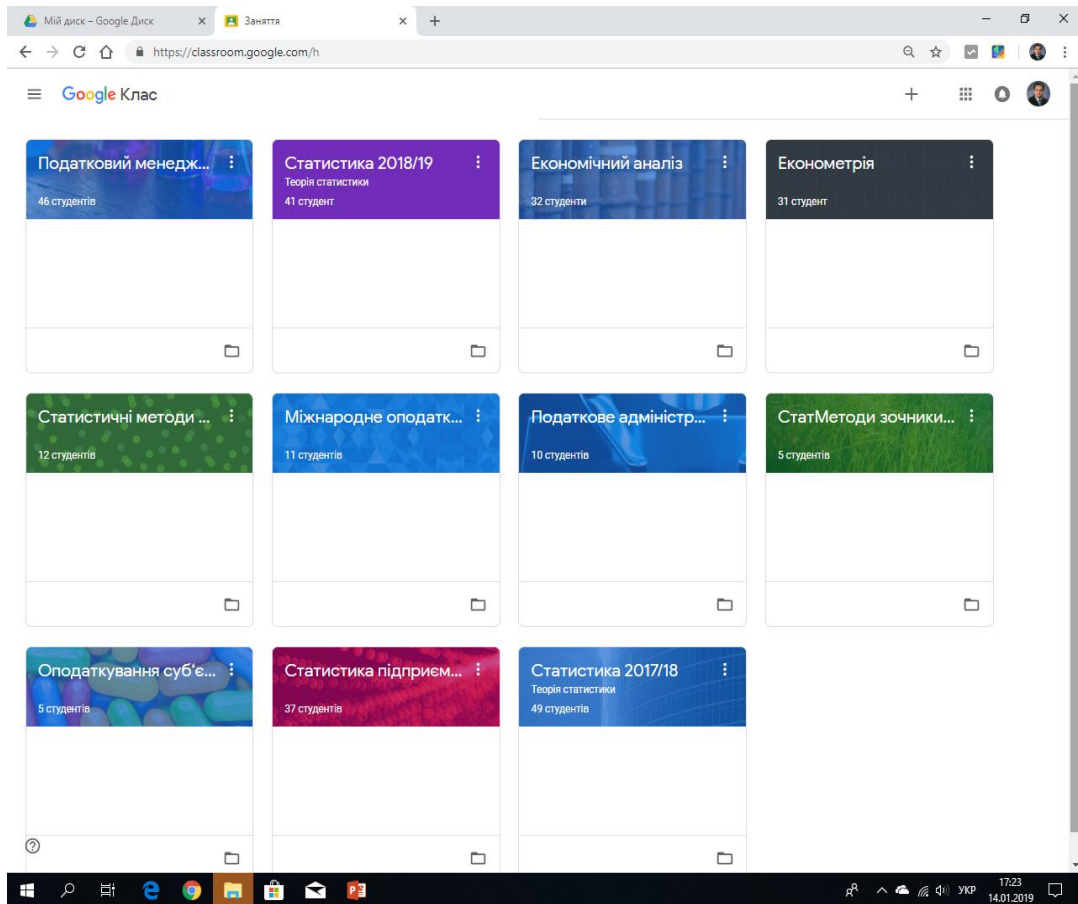 Мій диск – Google Диск
Заняття
https://classroom.google.com/h
Google Клас
Податковий менедж...
46 студентів
Статистика 2018/19
Теорія статистики
41 студент
Економічний аналіз
32 студенти
Економетрія
31 студент
Статистичні методи ...
12 студентів
Міжнародне оподатк...
11 студентів
Податкове адміністр...
10 студентів
СтатМетоди зочники...
5 студентів
Оподаткування суб‘є...
5 студентів
Статистика підприєм...
37 студентів
Статистика 2017/18
Теорія статистики
49 студентів
УКР
17:23
14.01.2019